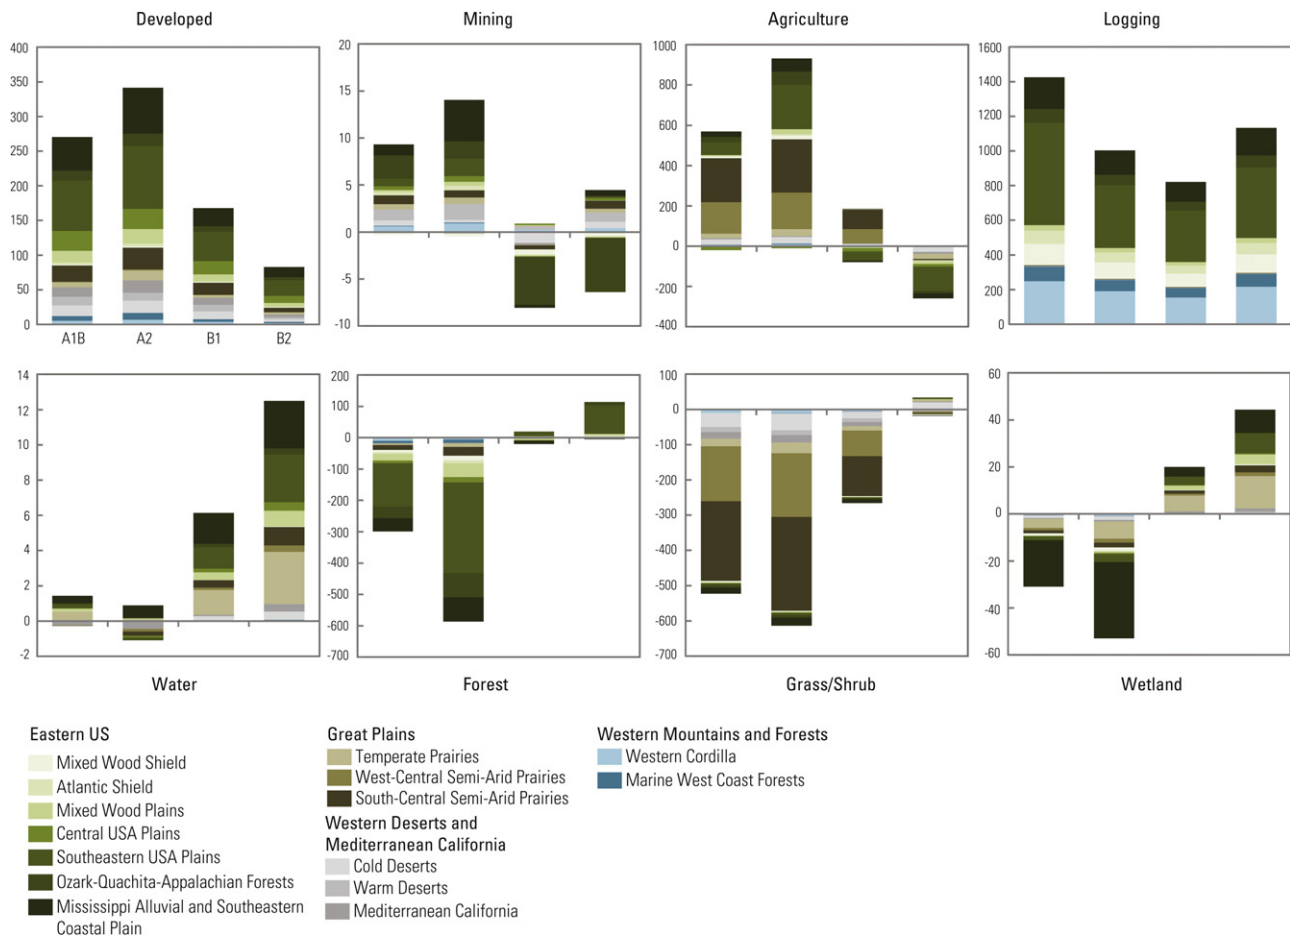 Developed
Mining
Agriculture
Logging
400
350
300
250
200
150
100
50
0
A1B
A2
B1
B2
20
15
10
5
0
-5
-10
1000
800
600
400
200
0
-200
-400
1600
1400
1200
1000
800
600
400
200
0
14
12
10
8
6
4
2
0
-2
200
100
0
-100
-200
-300
-400
-500
-600
-700
100
0
-100
-200
-300
-400
-500
-600
-700
60
40
20
0
-20
-40
-60
Water
Forest
Grass/Shrub
Wetland
Eastern US
Mixed Wood Shield
Atlantic Shield
Mixed Wood Plains
Central USA Plains
Southeastern USA Plains
Ozark-Quachita-Appalachian Forests
Mississippi Alluvial and Southeastern
Coastal Plain
Great Plains
Temperate Prairies
West-Central Semi-Arid Prairies
South-Central Semi-Arid Prairies
Western Deserts and
Mediterranean California
Cold Deserts
Warm Deserts
Mediterranean California
Western Mountains and Forests
Western Cordilla
Marine West Coast Forests